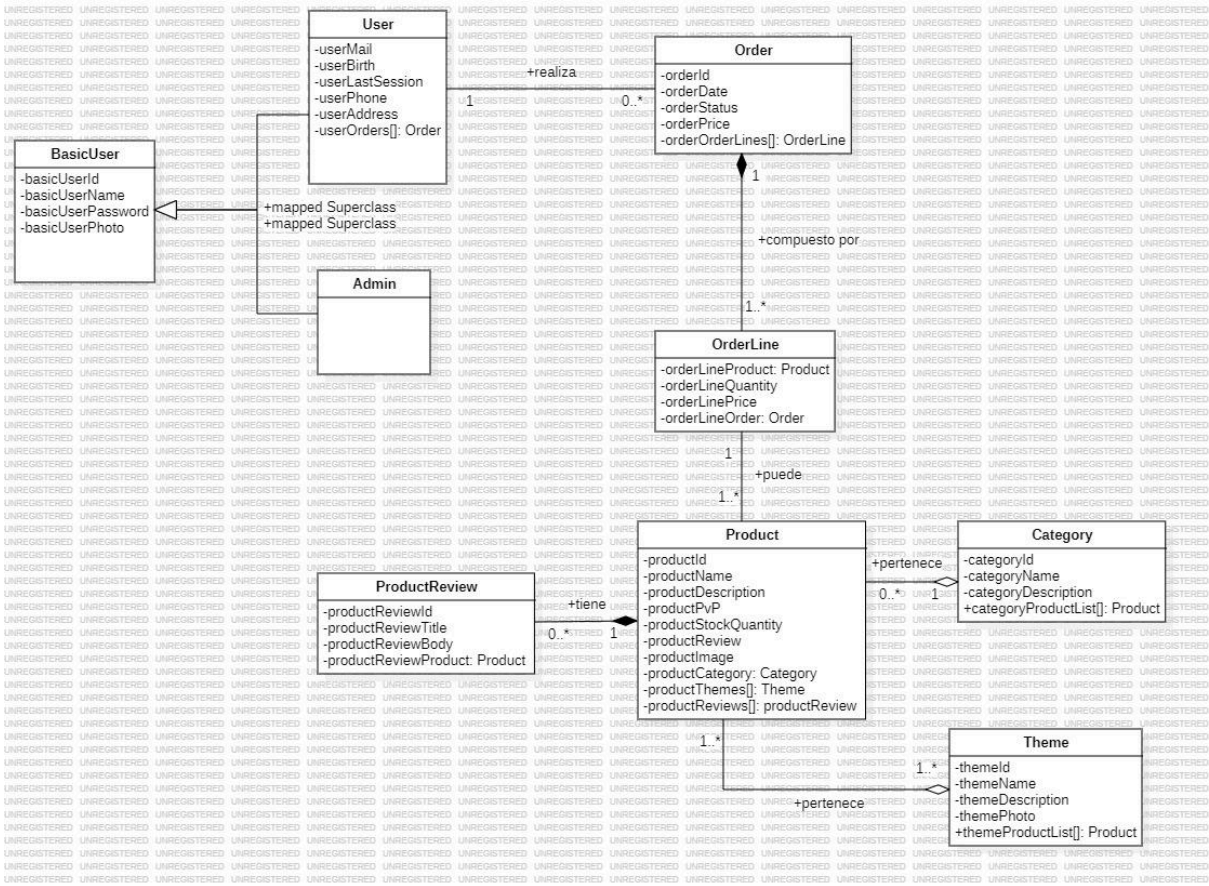 User
-userMail
-userBirth
-userLastSession
-userPhone
-userAddress
-userOrders[]: Order
+realiza
1
0..*
Order
-orderId
-orderDate
-orderStatus
-orderPrice
-orderOrderLines[]: OrderLine
BasicUser
-basicUserId
-basicUserName
-basicUserPassword
-basicUserPhoto
+mapped Superclass
+mapped Superclass
Admin
1
+compuesto por
1..*
OrderLine
-orderLineProduct: Product
-orderLineQuantity
-orderLinePrice
-orderLineOrder: Order
1
+puede
1..*
Product
-productId
-productName
-productDescription
-productPvP
-productStockQuantity
-productReview
-productImage
-productCategory: Category
-productThemes[]: Theme
-productReviews[]: productReview
+pertenece
0..*
1
Category
-categoryId
-categoryName
-categoryDescription
+categoryProductList[]: Product
ProductReview
-productReviewId
-productReviewTitle
-productReviewBody
-productReviewProduct: Product
+tiene
0..*
1
1..*
1..*
+pertenece
Theme
-themeId
-themeName
-themeDescription
-themePhoto
+themeProductList[]: Product
UNREGISTERED